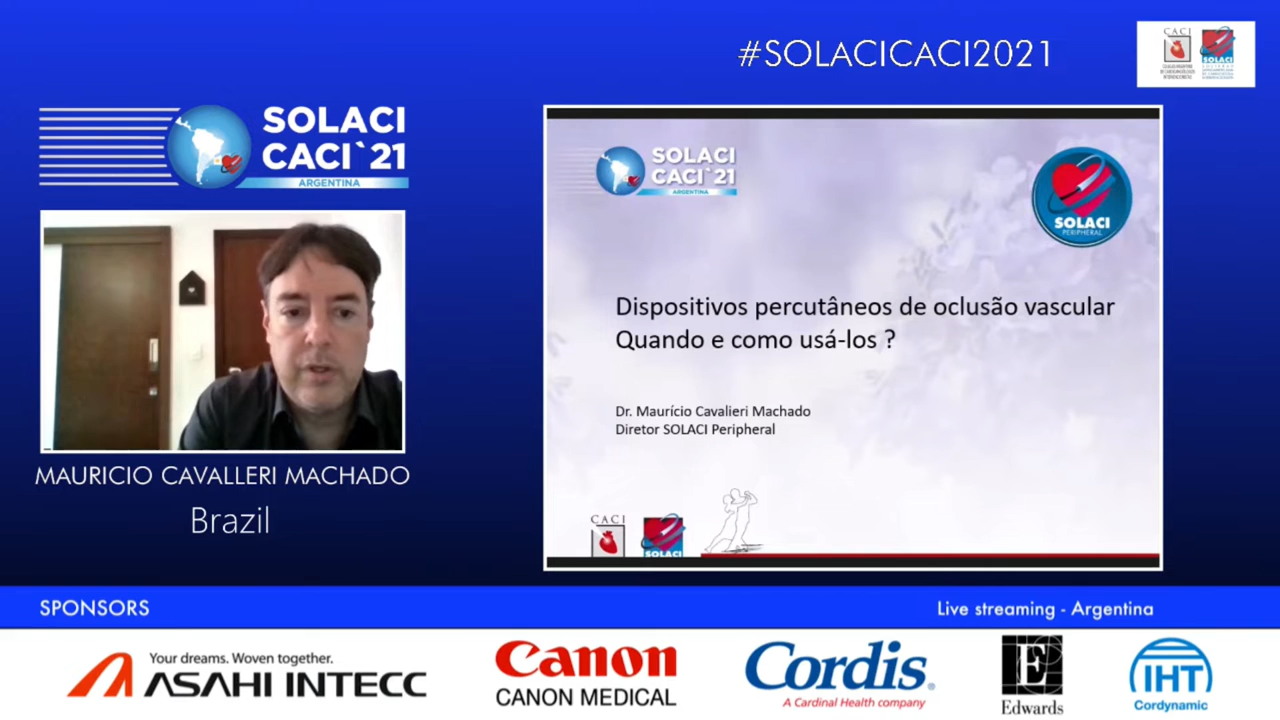 #SOLACICACI2021
CACI
SOLACI
SOLACI
CACI`21
ARGENTINA
MAURICIO CAVALLERI MACHADO
Brazil
SOLACI
CACI`21
ARGENTINA
SOLACI
PERIPHERAL
Dispositivos percutâneos de oclusão vascular
Quando e como usá-los ?
Dr. Maurício Cavalieri Machado
Diretor SOLACI Peripheral
CACI
SOLACI
SPONSORS
Live streaming - Argentina
Your dreams. Woven together.
ASAHI INTECC
Canon
CANON MEDICAL
Cordis®
A Cardinal Health company
E
Edwards
IHT
Cordynamic